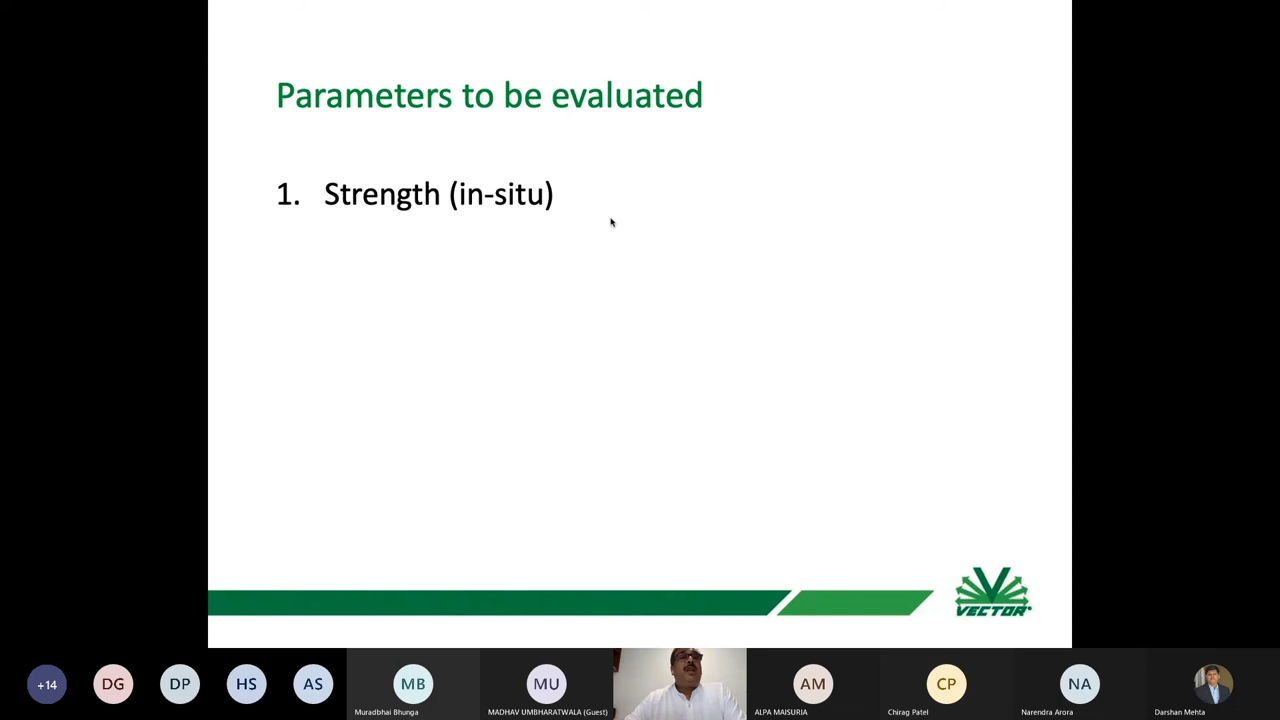 Parameters to be evaluated
1. Strength (in-situ)
VECTOR
+14
DG
DP
HS
AS
MB
Muradbhai Bhunga
MU
MADHAV UMBHARATWALA (Guest)
AM
ALPA MAISURIA
CP
Chirag Patel
NA
Narendra Arora
Darshan Mehta